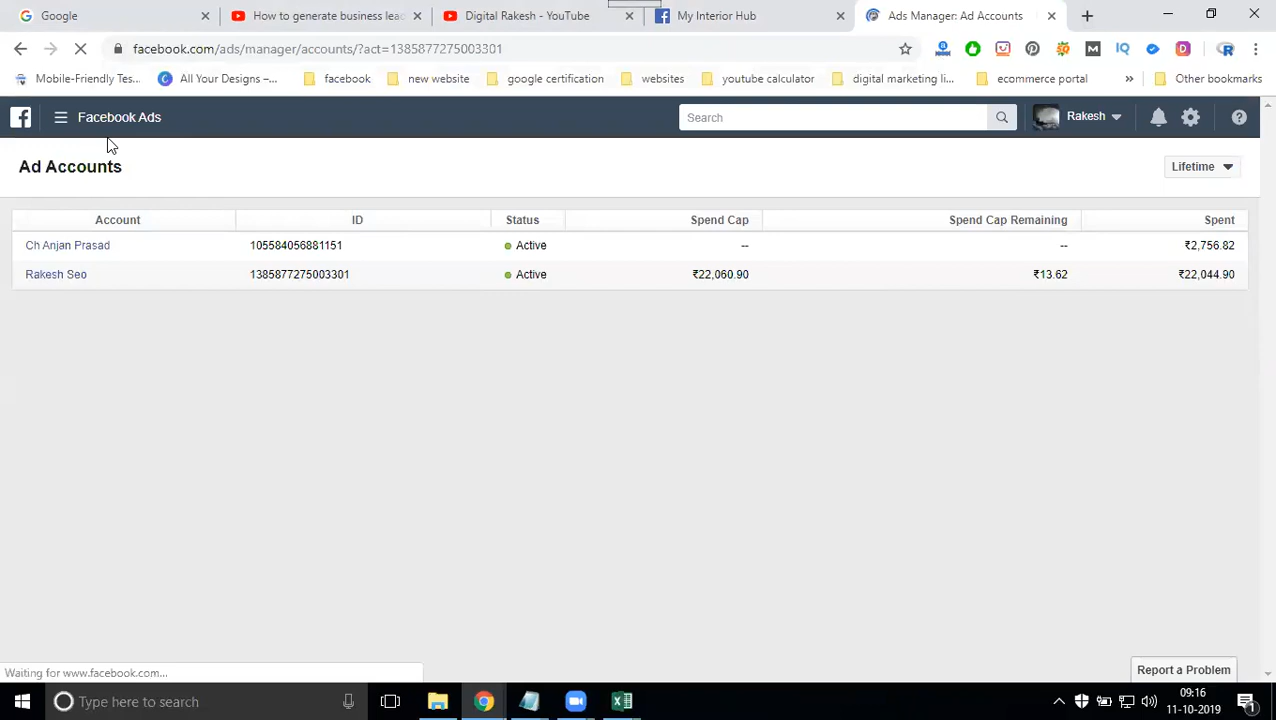 Google
How to generate business le
Digital Rakesh - YouTube
My Interior Hub
Ads Manager: Ad Accounts
facebook.com/ads/manager/accounts/?act=1385877275003301
Mobile-Friendly Tes...
All Your Designs –...
facebook
new website
google certification
websites
youtube calculator
digital marketing li...
ecommerce portal
»
Other bookmarks
Facebook Ads
Search
Rakesh
Ad Accounts
Lifetime
Account ID Status Spend Cap Spend Cap Remaining Spent
Ch Anjan Prasad 105584056881151 Active -- -- ₹2,756.82
Rakesh Seo 1385877275003301 Active ₹22,060.90 ₹13.62 ₹22,044.90
Waiting for www.facebook.com...
Report a Problem
Type here to search
09:16
11-10-2019